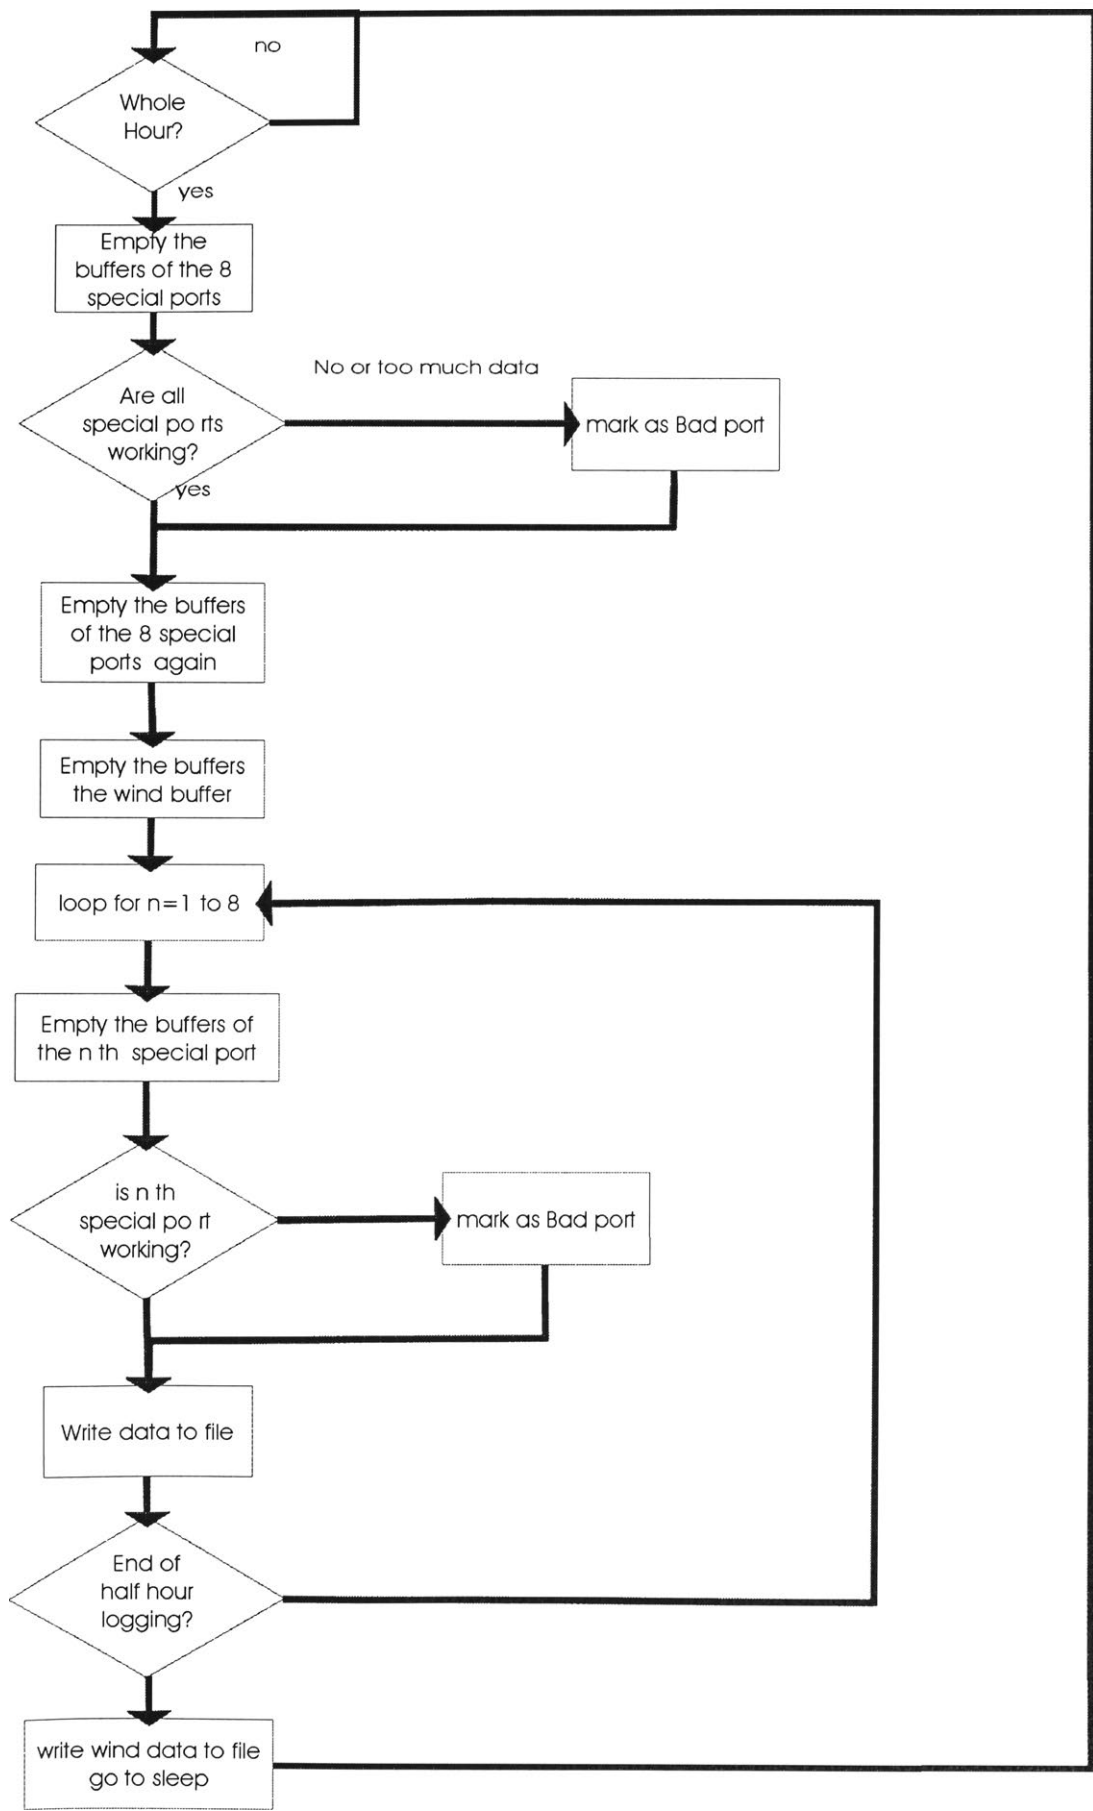 no
Whole
Hour?
yes
Empty the
buffers of the 8
special ports
No or too much data
Are all
special po rts
working?
mark as Bad port
yes
Empty the buffers
of the 8 special
ports again
Empty the buffers
the wind buffer
loop for n=1 to 8
Empty the buffers of
the n th special port
is n th
special po rt
working?
mark as Bad port
Write data to file
End of
half hour
logging?
write wind data to file
go to sleep